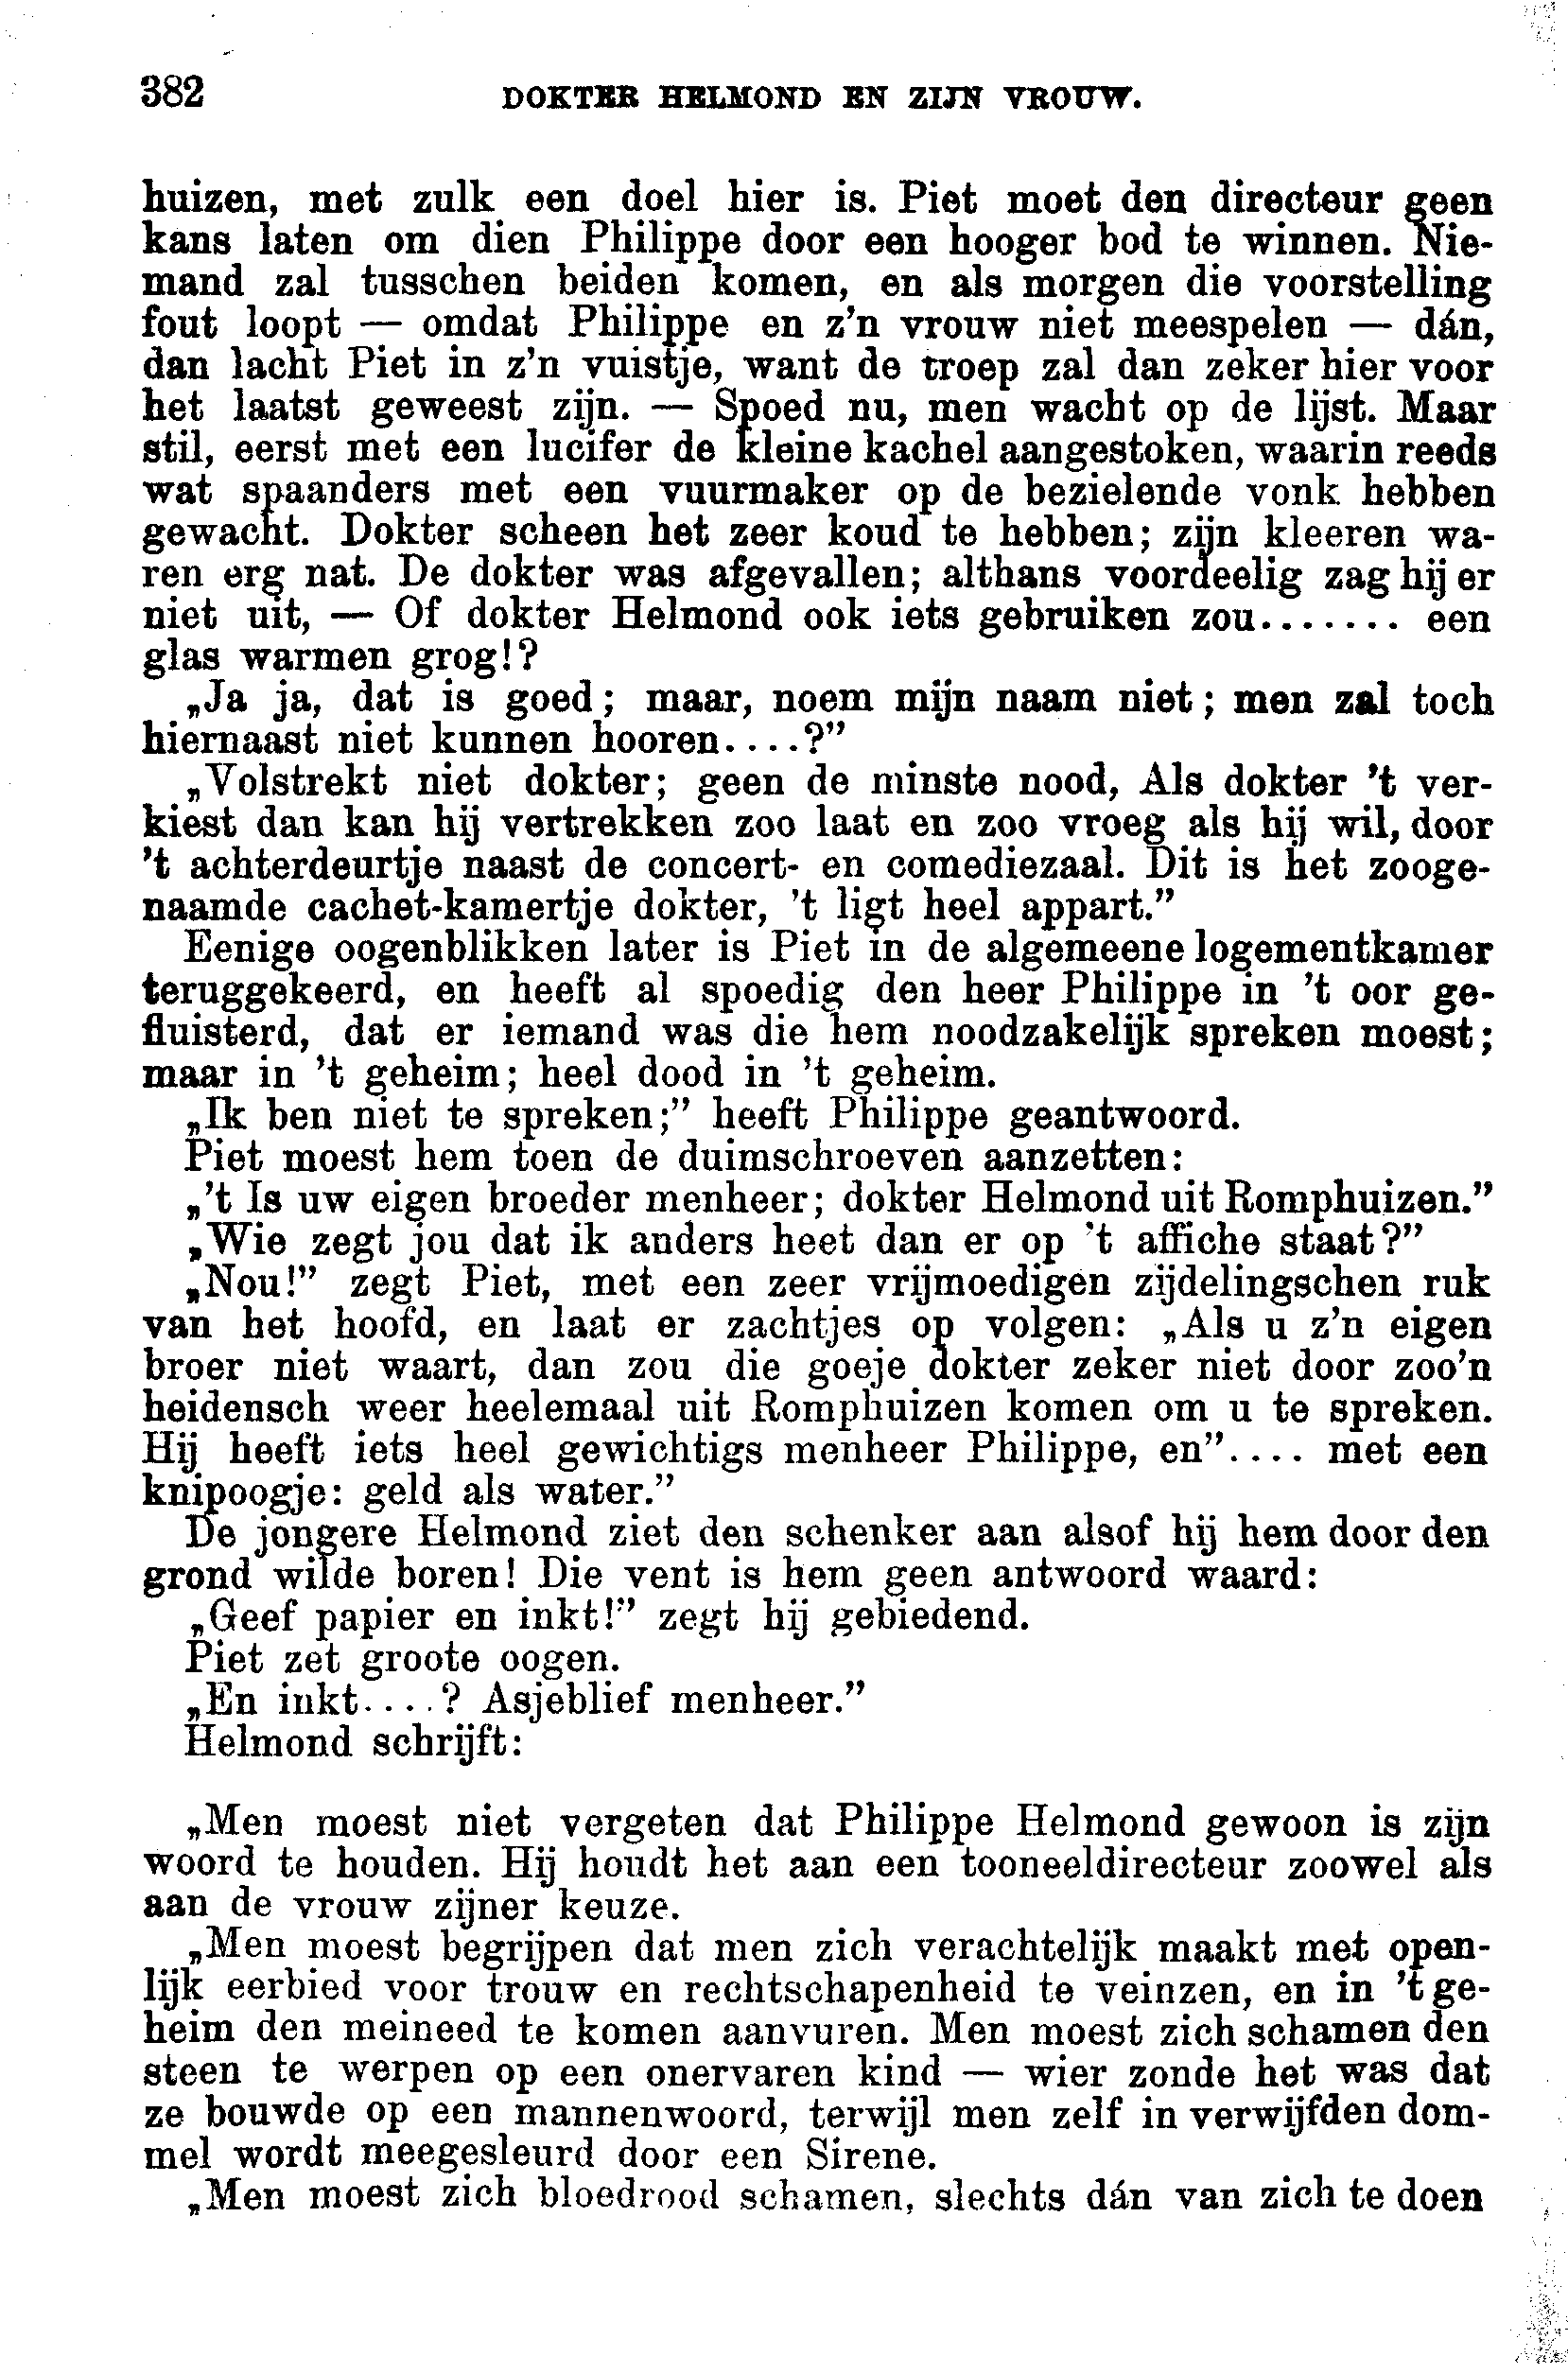 382 DOKTER HELMOND EN ZIJN VROUW.
huizen, met zulk een doel hier is. Piet moet den directeur geen
kans laten om dien Philippe door een hooger bod te winnen. Nie-
mand zal tusschen beiden komen, en als morgen die voorstelling
fout loopt — omdat Philippe en z'n vrouw niet meespelen — dán,
dan lacht Piet in z'n vuistje, want de troep zal dan zeker hier voor
het laatst geweest zijn. — Spoed nu, men wacht op de lijst. Maar
stil, eerst met een lucifer de kleine kachel aangestoken, waarin reeds
wat spaanders met een vuurmaker op de bezielende vonk hebben
gewacht. Dokter scheen het zeer koud te hebben; zijn kleeren wa-
ren erg nat. De dokter was afgevallen; althans voordeelig zag hij er
niet uit, — Of dokter Helmond ook iets gebruiken zou....... een
glas warmen grog!?
„Ja ja, dat is goed; maar, noem mijn naam niet; men zal toch
hiernaast niet kunnen hooren....?”
„Volstrekt niet dokter; geen de minste nood, Als dokter 't ver-
kiest dan kan hij vertrekken zoo laat en zoo vroeg als hij wil, door
't achterdeurtje naast de concert- en comediezaal. Dit is het zooge-
naamde cachet-kamertje dokter, 't ligt heel appart.”
Eenige oogenblikken later is Piet in de algemeene logementkamer
teruggekeerd, en heeft al spoedig den heer Philippe in 't oor ge-
fluisterd, dat er iemand was die hem noodzakelijk spreken moest;
maar in 't geheim; heel dood in 't geheim.
„Ik ben niet te spreken;” heeft Philippe geantwoord.
Piet moest hem toen de duimschroeven aanzetten:
„'t Is uw eigen broeder menheer; dokter Helmond uit Romphuizen.”
„Wie zegt jou dat ik anders heet dan er op 't affiche staat?”
„Nou!” zegt Piet, met een zeer vrijmoedigen zijdelingschen ruk
van het hoofd, en laat er zachtjes op volgen: „Als u z'n eigen
broer niet waart, dan zou die goeje dokter zeker niet door zoo'n
heidensch weer heelemaal uit Romphuizen komen om u te spreken.
Hij heeft iets heel gewichtigs menheer Philippe, en”.... met een
knipoogje: geld als water.”
De jongere Helmond ziet den schenker aan alsof hij hem door den
grond wilde boren! Die vent is hem geen antwoord waard:
„Geef papier en inkt!” zegt hij gebiedend.
Piet zet groote oogen.
„En inkt....? Asjeblief menheer.”
Helmond schrijft:
„Men moest niet vergeten dat Philippe Helmond gewoon is zijn
woord te houden. Hij houdt het aan een tooneeldirecteur zoowel als
aan de vrouw zijner keuze.
„Men moest begrijpen dat men zich verachtelijk maakt met open-
lijk eerbied voor trouw en rechtschapenheid te veinzen, en in 't ge-
heim den meineed te komen aanvuren. Men moest zich schamen den
steen te werpen op een onervaren kind — wier zonde het was dat
ze bouwde op een mannenwoord, terwijl men zelf in verwijfden dom-
mel wordt meegesleurd door een Sirene.
„Men moest zich bloedrood schamen, slechts dán van zich te doen